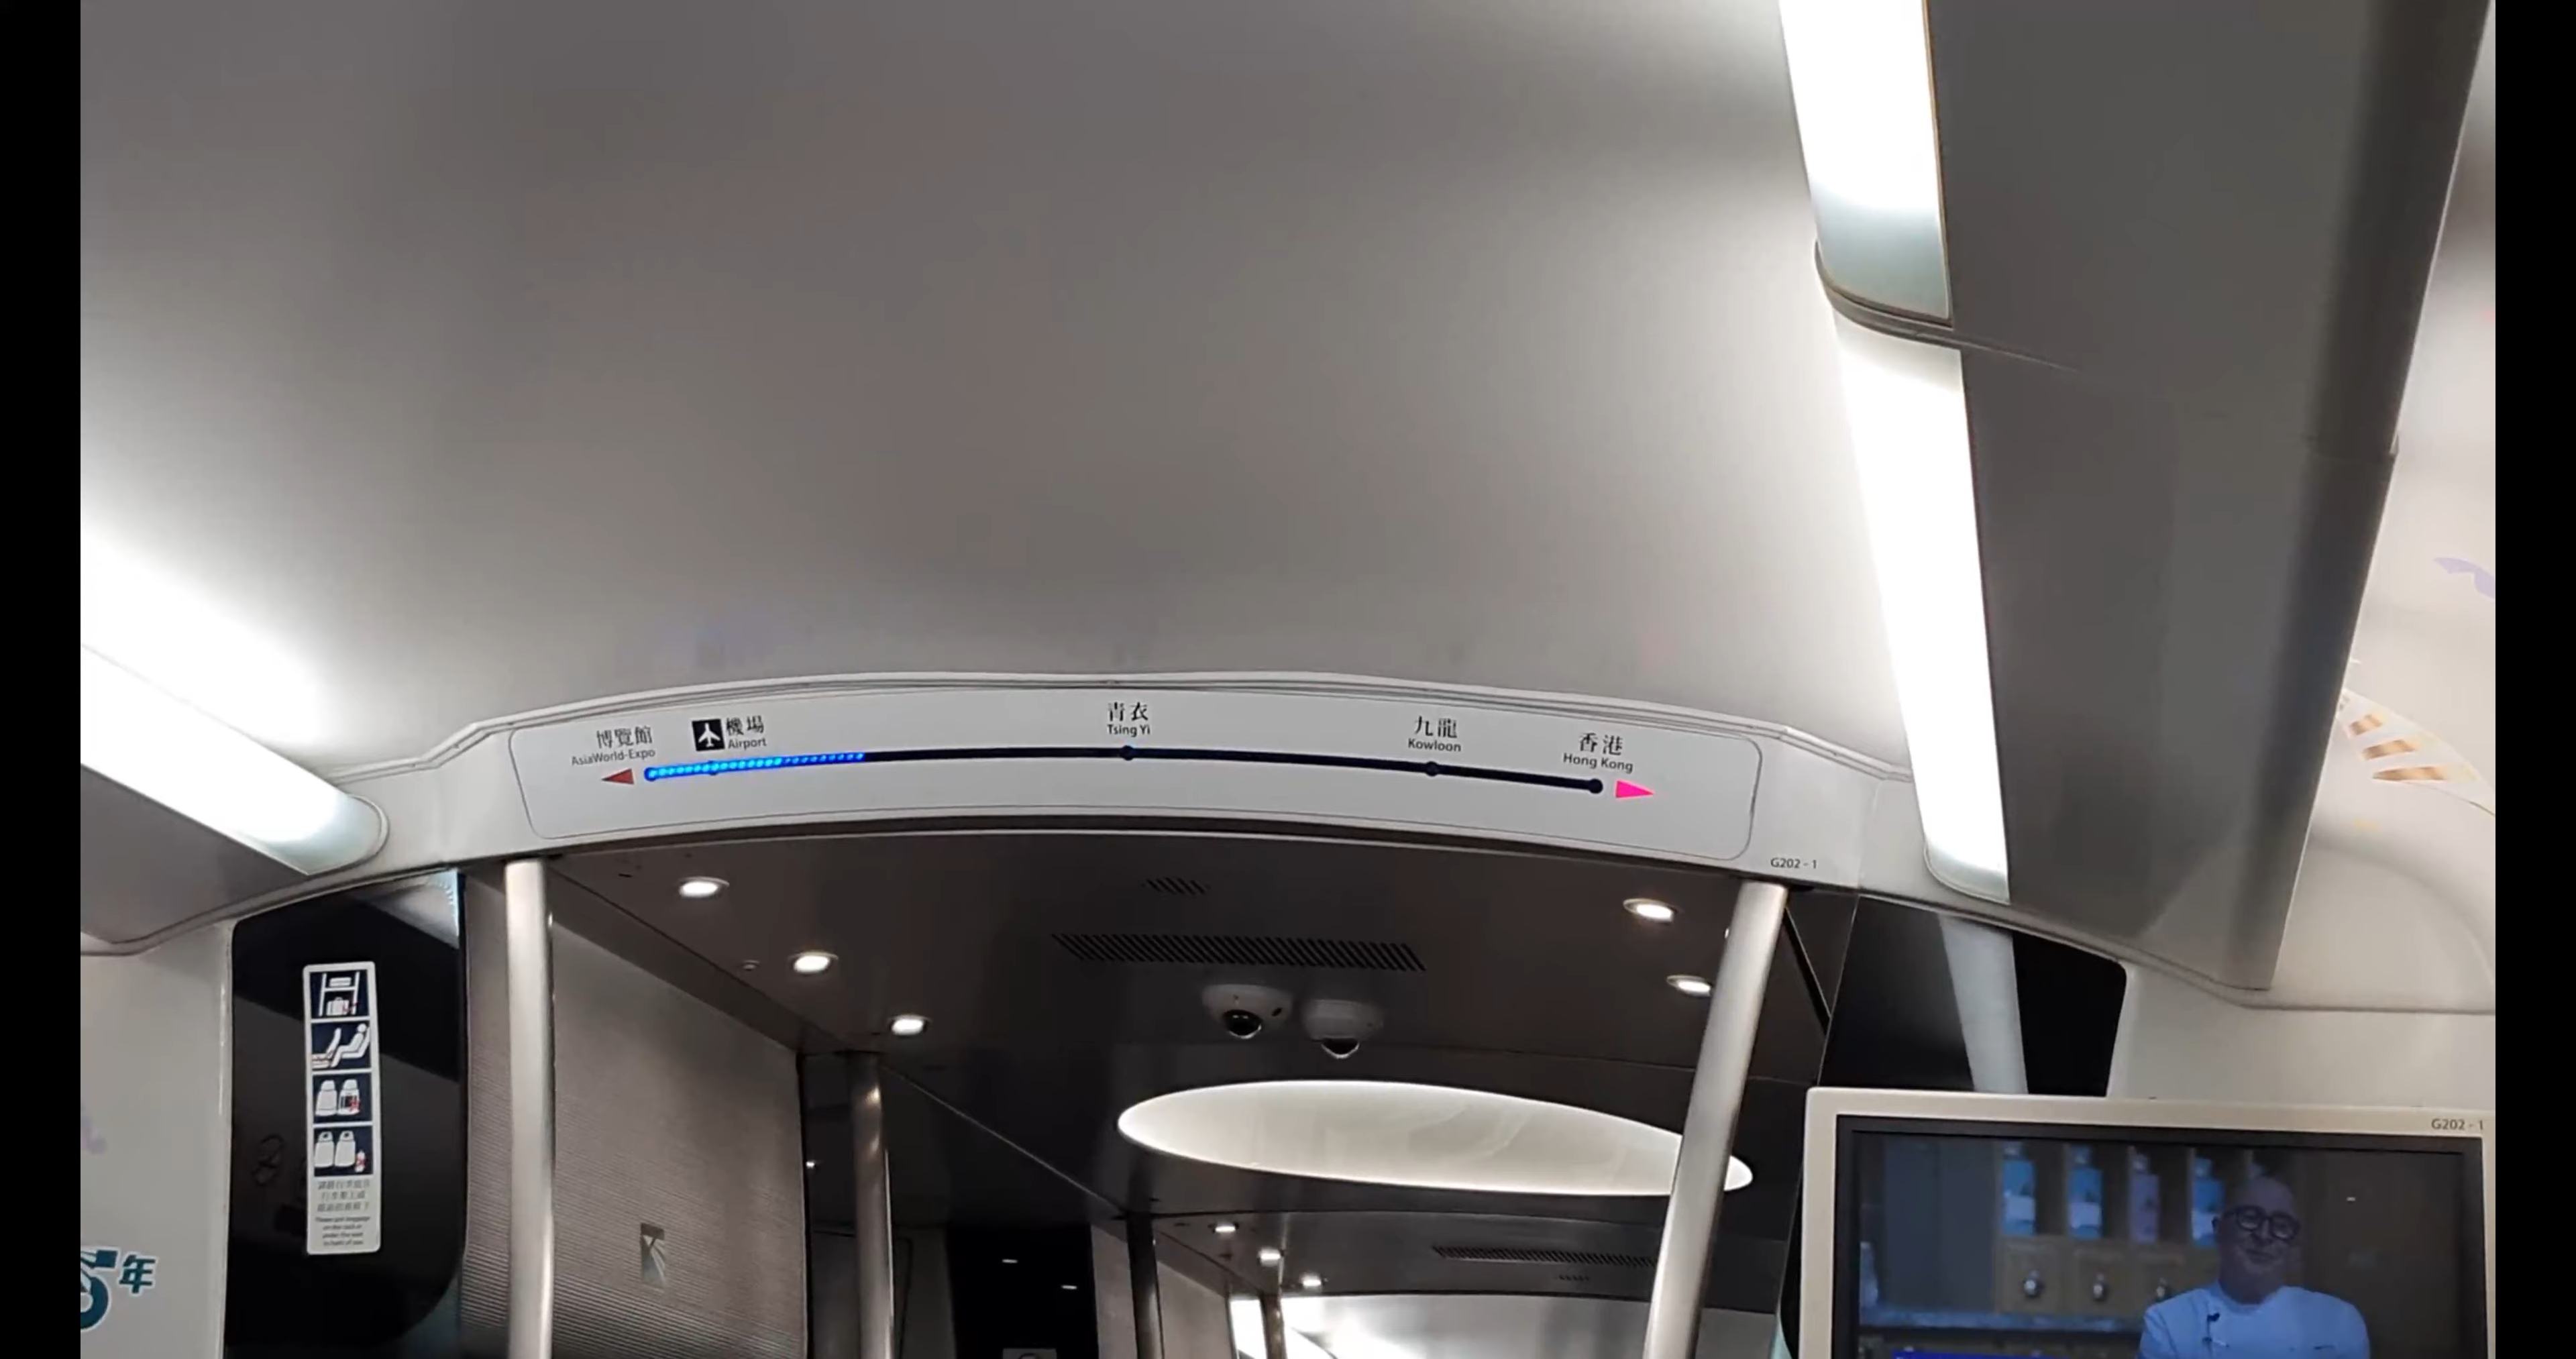 博覽館
AsiaWorld-Expo
機場
Airport
青衣
Tsing Yi
九龍
Kowloon
香港
Hong Kong
G202 - 1
G202 - 1
年